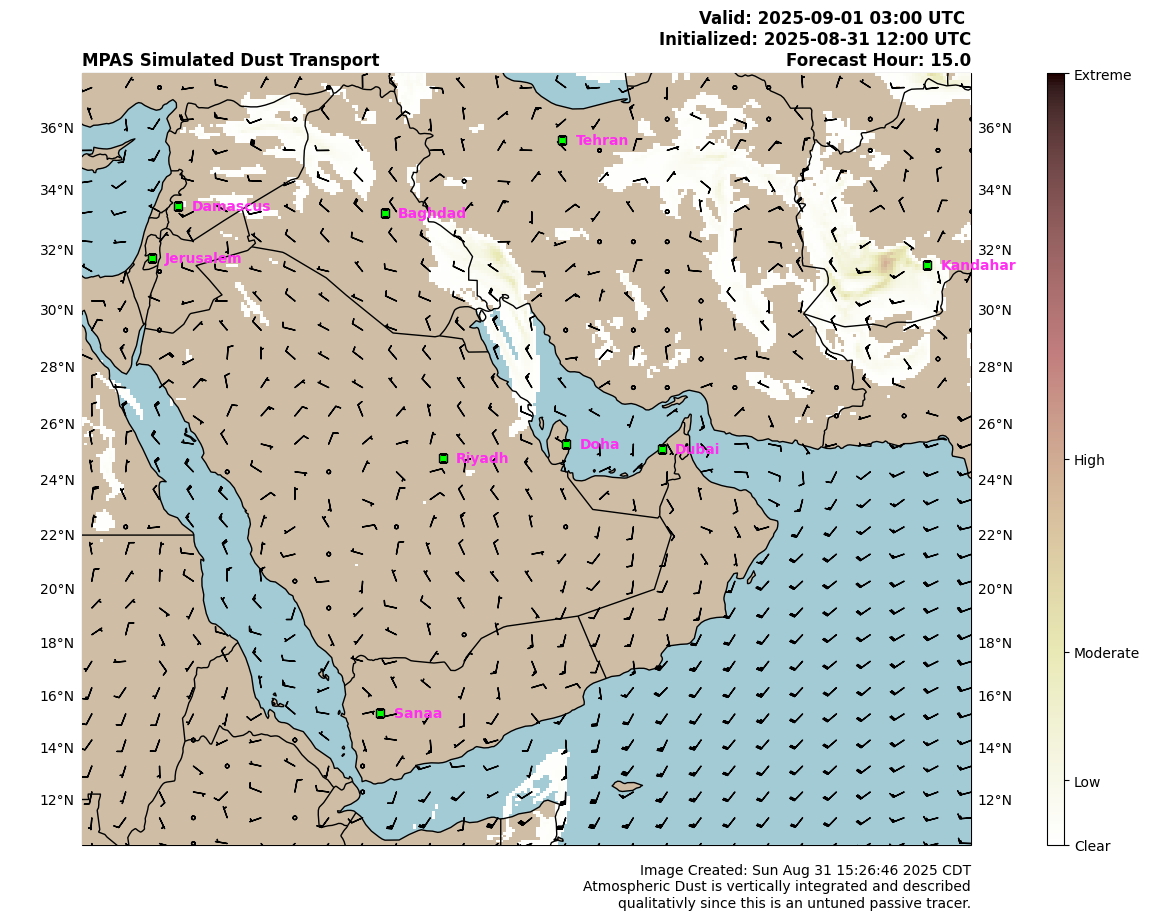 Valid: 2025-09-01 03:00 UTC
Initialized: 2025-08-31 12:00 UTC
MPAS Simulated Dust Transport
Forecast Hour: 15.0
Extreme
High
Moderate
Low
Clear
36°N
34°N
32°N
30°N
28°N
26°N
24°N
22°N
20°N
18°N
16°N
14°N
12°N
Tehran
Damascus
Baghdad
Jerusalem
Kandahar
Doha
Dubai
Riyadh
Sanaa
36°N
34°N
32°N
30°N
28°N
26°N
24°N
22°N
20°N
18°N
16°N
14°N
12°N
Image Created: Sun Aug 31 15:26:46 2025 CDT
Atmospheric Dust is vertically integrated and described
qualitativly since this is an untuned passive tracer.